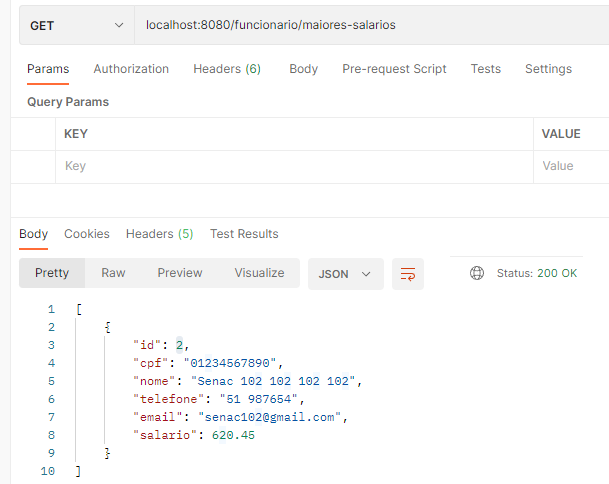 GET localhost:8080/funcionario/maiores-salarios
Params Authorization Headers (6) Body Pre-request Script Tests Settings
Query Params
KEY VALUE
Key Value
Body Cookies Headers (5) Test Results
Pretty Raw Preview Visualize JSON Status: 200 OK
1 [
2 {
3 "id": 2,
4 "cpf": "01234567890",
5 "nome": "Senac 102 102 102 102",
6 "telefone": "51 987654",
7 "email": "senac102@gmail.com",
8 "salario": 620.45
9 }
10 ]